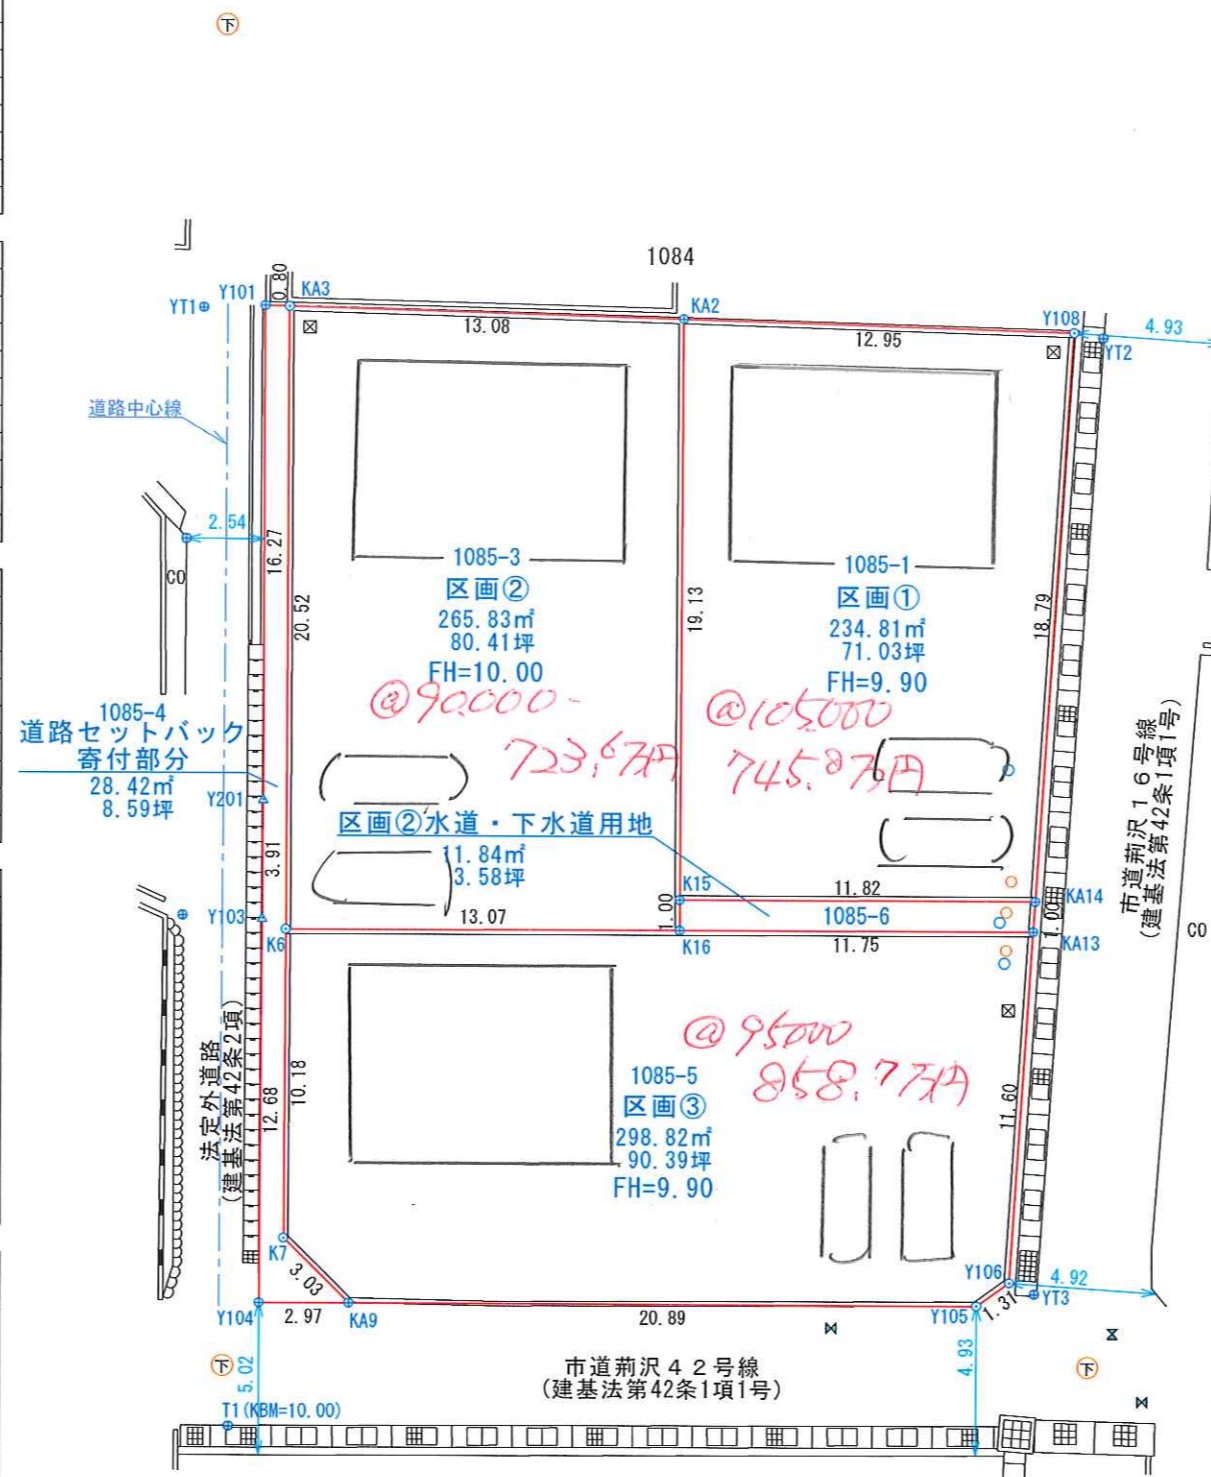 下
1084
Y101
0.80
KA3
YT1
KA2
Y108
4.93
YT2
13.08
12.95
道路中心線
2.54
16.27
CO
20.52
19.13
18.79
1085-3
区画②
265.83㎡
80.41坪
FH=10.00
@90.000-
723.6万円
1085-1
区画①
234.81㎡
71.03坪
FH=9.90
@105000
745.8万円
1085-4
道路セットバック
寄付部分
28.42㎡
8.59坪
Y201
区画②水道・下水道用地
11.84㎡
3.58坪
3.91
K15
11.82
KA14
市道荊沢16号線
(建基法第42条1項1号)
CO
Y103
13.07
1.00
1085-6
1.00
K6
K16
11.75
KA13
@95000
858.7万円
1085-5
区画③
298.82㎡
90.39坪
FH=9.90
法定外道路
(建基法第42条2項)
12.68
10.18
11.60
K7
3.03
Y106
4.92
YT3
Y104
2.97
KA9
20.89
Y105
1.31
下
5.02
市道荊沢42号線
(建基法第42条1項1号)
4.93
下
T1(KBM=10.00)